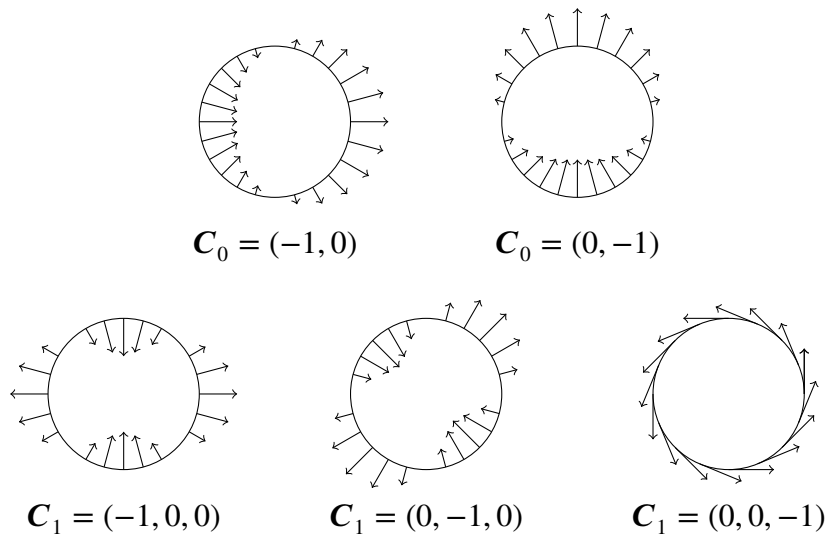 C₀ = (−1, 0)
C₀ = (0, −1)
C₁ = (−1, 0, 0)
C₁ = (0, −1, 0)
C₁ = (0, 0, −1)